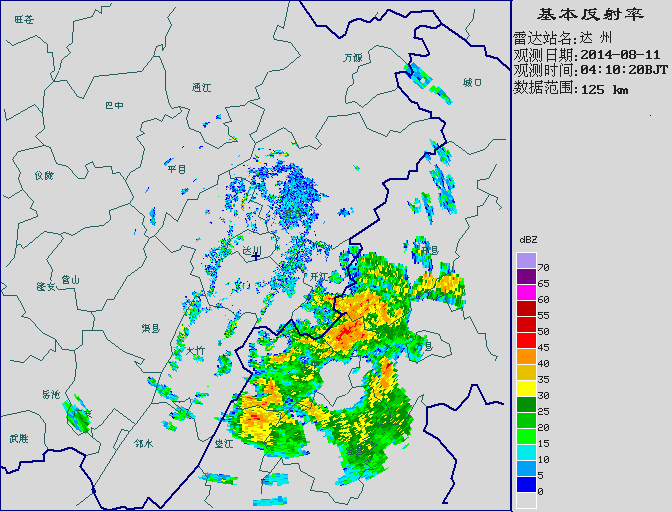 基本反射率
雷达站名:达 州
观测日期:2014-08-11
观测时间:04:10:20BJT
数据范围:125 km
旺苍
万源
城口
通江
巴中
平昌
仪陇
达川
开县
开江
营山
渠县
大竹
岳池
武胜
邻水
垫江
dBZ
70
65
60
55
50
45
40
35
30
25
20
15
10
5
0